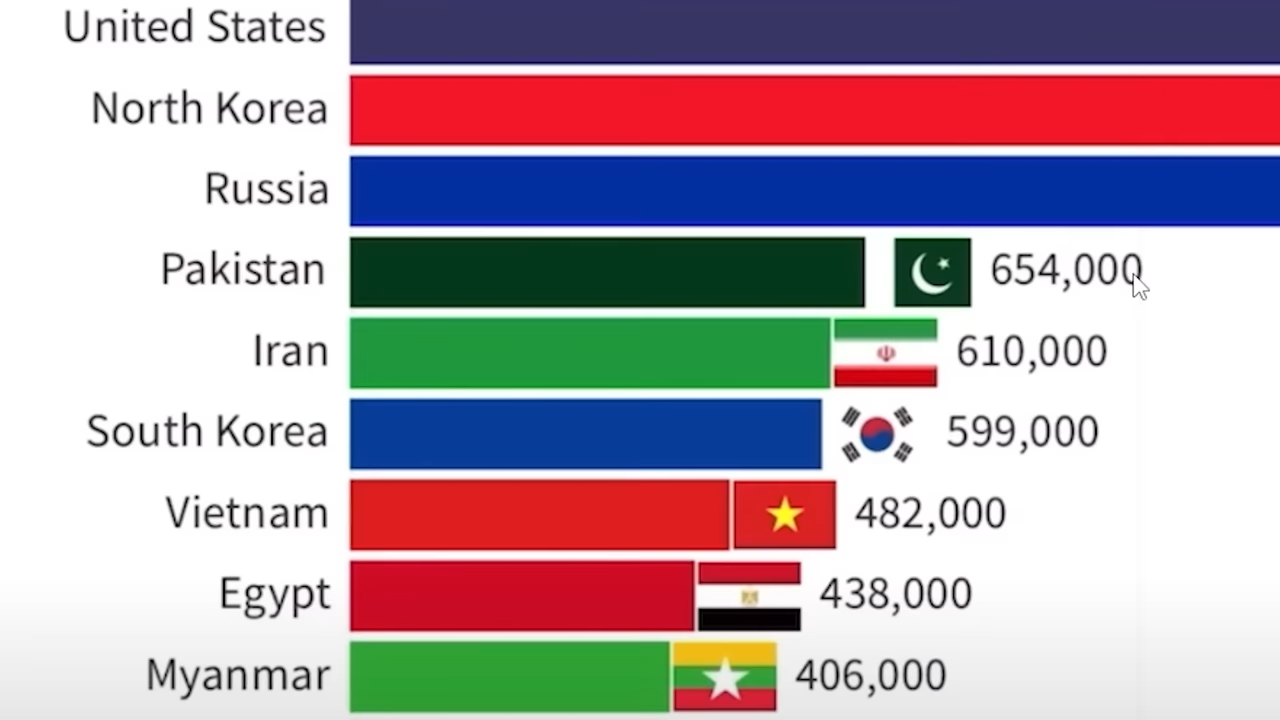 United States
North Korea
Russia
Pakistan 654,000
Iran 610,000
South Korea 599,000
Vietnam 482,000
Egypt 438,000
Myanmar 406,000